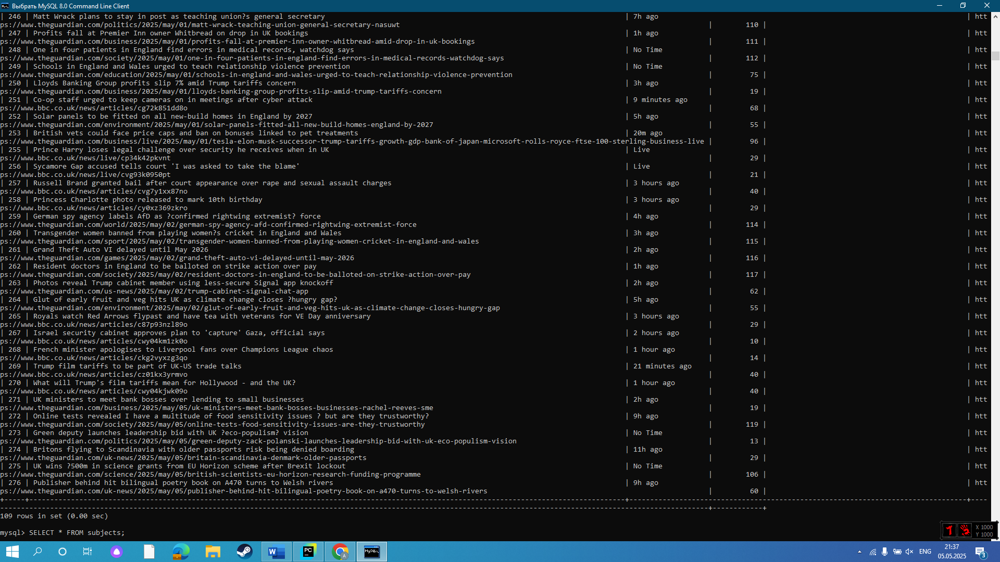 Выбрать MySQL 8.0 Command Line Client
| 246 | Matt Wrack plans to stay in post as teaching union?s general secretary | 7h ago | htt
ps://www.theguardian.com/politics/2025/may/01/matt-wrack-teaching-union-general-secretary-nasuwt | 110 |
| 247 | Profits fall at Premier Inn owner Whitbread on drop in UK bookings | 1h ago | htt
ps://www.theguardian.com/business/2025/may/01/profits-fall-at-premier-inn-owner-whitbread-amid-drop-in-uk-bookings | 111 |
| 248 | One in four patients in England find errors in medical records, watchdog says | No Time | htt
ps://www.theguardian.com/society/2025/may/01/one-in-four-patients-in-england-find-errors-in-medical-records-watchdog-says | 112 |
| 249 | Schools in England and Wales urged to teach relationship violence prevention | No Time | htt
ps://www.theguardian.com/education/2025/may/01/schools-in-england-and-wales-urged-to-teach-relationship-violence-prevention | 75 |
| 250 | Lloyds Banking Group profits slip 7% amid Trump tariffs concern | 3h ago | htt
ps://www.theguardian.com/business/2025/may/01/lloyds-banking-group-profits-slip-amid-trump-tariffs-concern | 19 |
| 251 | Co-op staff urged to keep cameras on in meetings after cyber attack | 9 minutes ago | htt
ps://www.bbc.co.uk/news/articles/cg72k851dd8o | 68 |
| 252 | Solar panels to be fitted on all new-build homes in England by 2027 | 5h ago | htt
ps://www.theguardian.com/environment/2025/may/01/solar-panels-fitted-all-new-build-homes-england-by-2027 | 55 |
| 253 | British vets could face price caps and ban on bonuses linked to pet treatments | 20m ago | htt
ps://www.theguardian.com/business/live/2025/may/01/tesla-elon-musk-successor-trump-tariffs-growth-gdp-bank-of-japan-microsoft-rolls-royce-ftse-100-sterling-business-live | 96 |
| 255 | Prince Harry loses legal challenge over security he receives when in UK | Live | htt
ps://www.bbc.co.uk/news/live/cp34k42pkvnt | 29 |
| 256 | Sycamore Gap accused tells court 'I was asked to take the blame' | Live | htt
ps://www.bbc.co.uk/news/live/cvg93k0950pt | 21 |
| 257 | Russell Brand granted bail after court appearance over rape and sexual assault charges | 3 hours ago | htt
ps://www.bbc.co.uk/news/articles/cvg7y1xx87no | 40 |
| 258 | Princess Charlotte photo released to mark 10th birthday | 3 hours ago | htt
ps://www.bbc.co.uk/news/articles/cy0xz369zkro | 29 |
| 259 | German spy agency labels AfD as ?confirmed rightwing extremist? force | 4h ago | htt
ps://www.theguardian.com/world/2025/may/02/german-spy-agency-afd-confirmed-rightwing-extremist-force | 114 |
| 260 | Transgender women banned from playing women?s cricket in England and Wales | 3h ago | htt
ps://www.theguardian.com/sport/2025/may/02/transgender-women-banned-from-playing-women-cricket-in-england-and-wales | 115 |
| 261 | Grand Theft Auto VI delayed until May 2026 | 2h ago | htt
ps://www.theguardian.com/games/2025/may/02/grand-theft-auto-vi-delayed-until-may-2026 | 116 |
| 262 | Resident doctors in England to be balloted on strike action over pay | 1h ago | htt
ps://www.theguardian.com/society/2025/may/02/resident-doctors-in-england-to-be-balloted-on-strike-action-over-pay | 117 |
| 263 | Photos reveal Trump cabinet member using less-secure Signal app knockoff | 2h ago | htt
ps://www.theguardian.com/us-news/2025/may/02/trump-cabinet-signal-chat-app | 62 |
| 264 | Glut of early fruit and veg hits UK as climate change closes ?hungry gap? | 5h ago | htt
ps://www.theguardian.com/environment/2025/may/02/glut-of-early-fruit-and-veg-hits-uk-as-climate-change-closes-hungry-gap | 55 |
| 265 | Royals watch Red Arrows flypast and have tea with veterans for VE Day anniversary | 3 hours ago | htt
ps://www.bbc.co.uk/news/articles/c87p93nzl89o | 29 |
| 267 | Israel security cabinet approves plan to 'capture' Gaza, official says | 2 hours ago | htt
ps://www.bbc.co.uk/news/articles/cwy04km1zk0o | 10 |
| 268 | French minister apologises to Liverpool fans over Champions League chaos | 1 hour ago | htt
ps://www.bbc.co.uk/news/articles/ckg2vyxzg3qo | 14 |
| 269 | Trump film tariffs to be part of UK-US trade talks | 21 minutes ago | htt
ps://www.bbc.co.uk/news/articles/cz01kx3yrmvo | 40 |
| 270 | What will Trump's film tariffs mean for Hollywood - and the UK? | 1 hour ago | htt
ps://www.bbc.co.uk/news/articles/cwy04kjwk09o | 40 |
| 271 | UK ministers to meet bank bosses over lending to small businesses | 2h ago | htt
ps://www.theguardian.com/business/2025/may/05/uk-ministers-meet-bank-bosses-businesses-rachel-reeves-sme | 19 |
| 272 | Online tests revealed I have a multitude of food sensitivity issues ? but are they trustworthy? | 9h ago | htt
ps://www.theguardian.com/society/2025/may/05/online-tests-food-sensitivity-issues-are-they-trustworthy | 119 |
| 273 | Green deputy launches leadership bid with UK ?eco-populism? vision | No Time | htt
ps://www.theguardian.com/politics/2025/may/05/green-deputy-zack-polanski-launches-leadership-bid-with-uk-eco-populism-vision | 13 |
| 274 | Britons flying to Scandinavia with older passports risk being denied boarding | 11h ago | htt
ps://www.theguardian.com/uk-news/2025/may/05/britain-scandinavia-denmark-older-passports | 29 |
| 275 | UK wins ?500m in science grants from EU Horizon scheme after Brexit lockout | No Time | htt
ps://www.theguardian.com/science/2025/may/05/british-scientists-eu-horizon-research-funding-programme | 106 |
| 276 | Publisher behind hit bilingual poetry book on A470 turns to Welsh rivers | 9h ago | htt
ps://www.theguardian.com/uk-news/2025/may/05/publisher-behind-hit-bilingual-poetry-book-on-a470-turns-to-welsh-rivers | 60 |
109 rows in set (0.00 sec)
mysql> SELECT * FROM subjects;
X 1000
Y 1000
W
PC
A
MySQL
ENG
21:37
05.05.2025
3